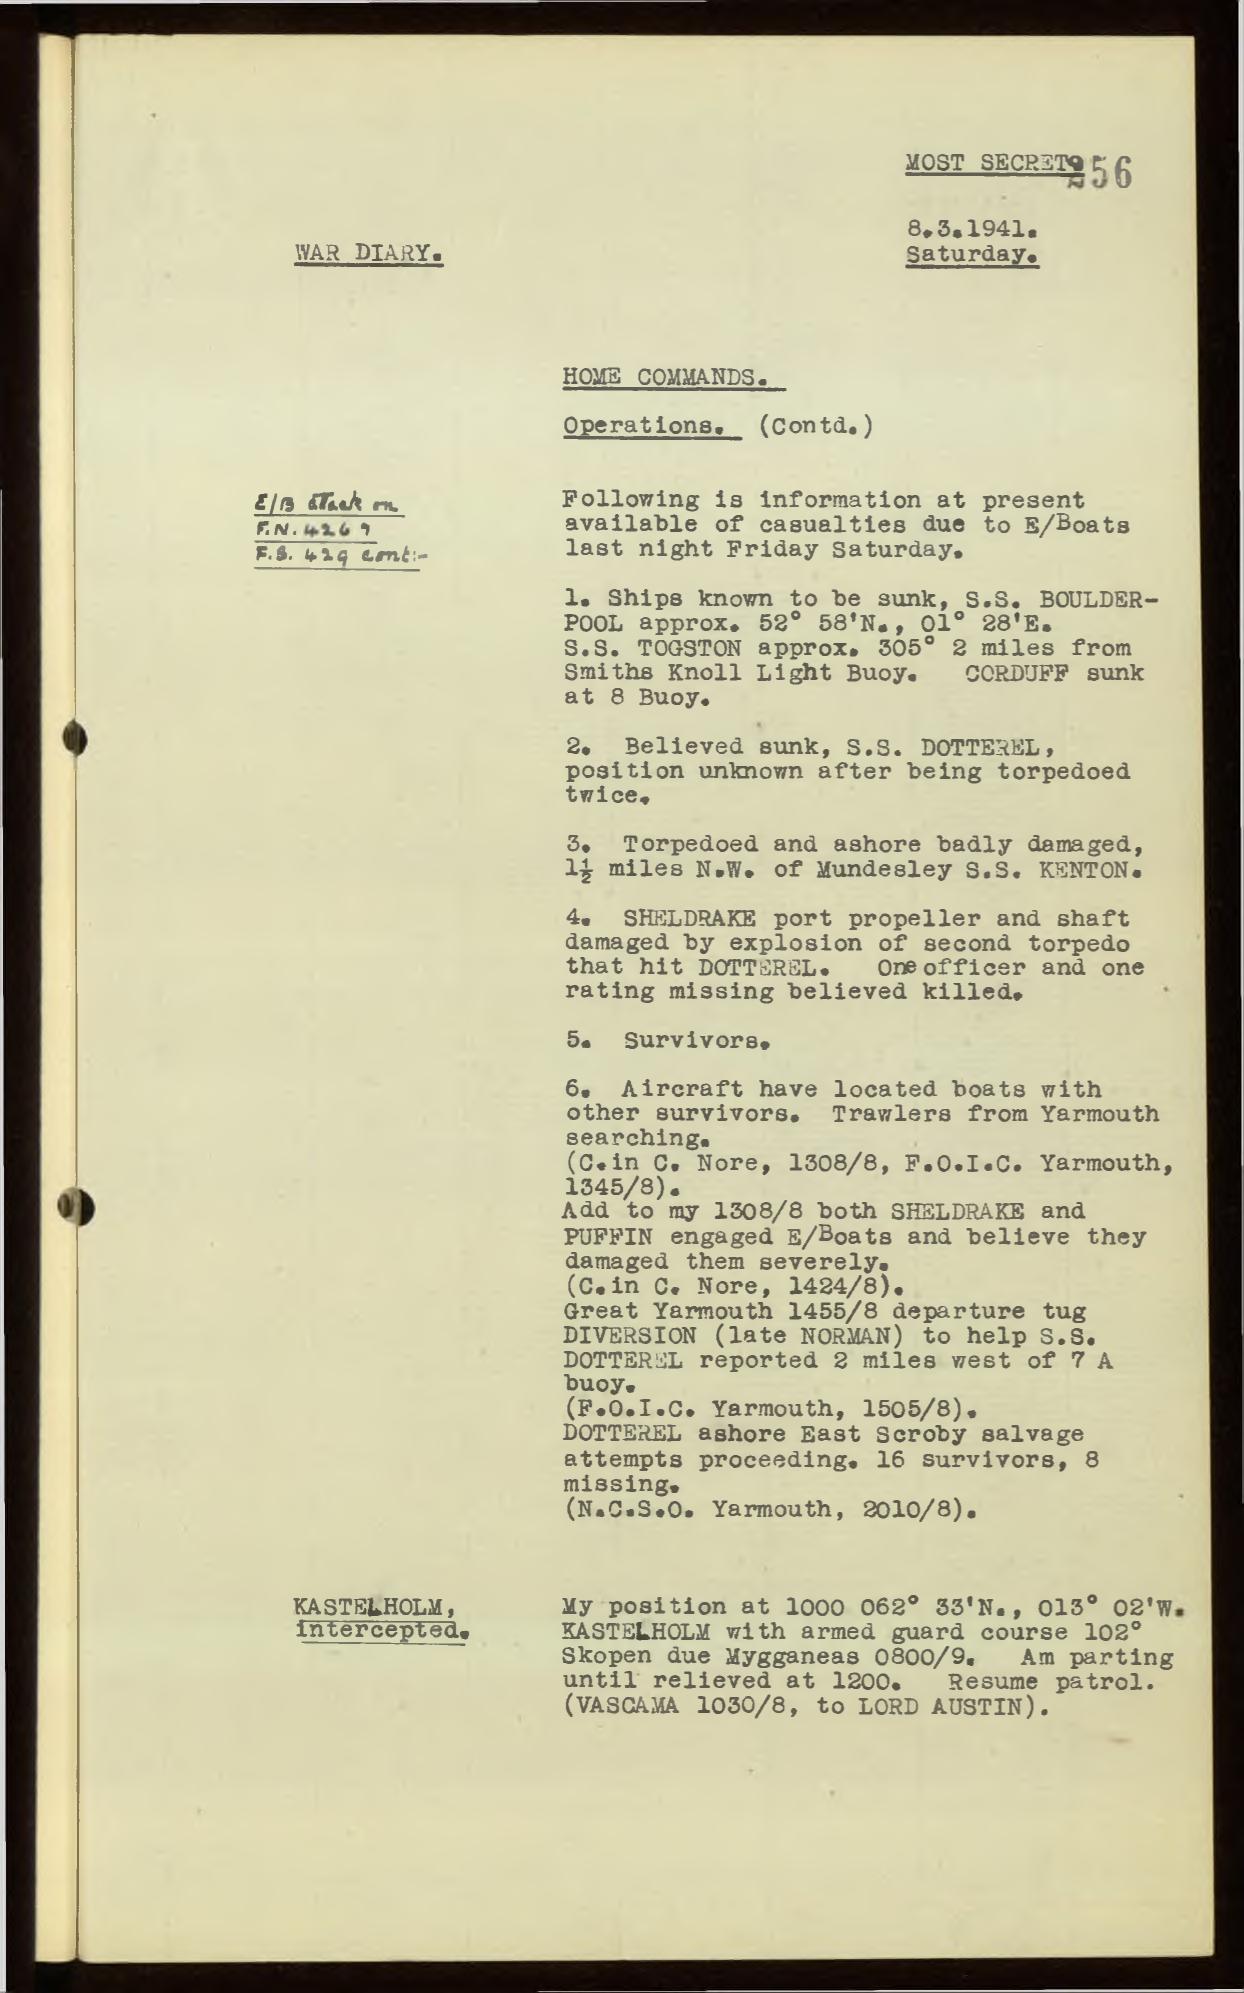 MOST SECRET.
256
8.3.1941.
Saturday.
WAR DIARY.
HOME COMMANDS.
Operations. (Contd.)
E/B attack on
F.N. 426 &
F.S. 429 cont:-
Following is information at present
available of casualties due to E/Boats
last night Friday Saturday.
1. Ships known to be sunk, S.S. BOULDER-
POOL approx. 52° 58'N., 01° 28'E.
S.S. TOGSTON approx. 305° 2 miles from
Smiths Knoll Light Buoy. CORDUFF sunk
at 8 Buoy.
2. Believed sunk, S.S. DOTTEREL,
position unknown after being torpedoed
twice.
3. Torpedoed and ashore badly damaged,
1½ miles N.W. of Mundesley S.S. KENTON.
4. SHELDRAKE port propeller and shaft
damaged by explosion of second torpedo
that hit DOTTEREL. One officer and one
rating missing believed killed.
5. Survivors.
6. Aircraft have located boats with
other survivors. Trawlers from Yarmouth
searching.
(C.in C. Nore, 1308/8, F.O.I.C. Yarmouth,
1345/8).
Add to my 1308/8 both SHELDRAKE and
PUFFIN engaged E/Boats and believe they
damaged them severely.
(C.in C. Nore, 1424/8).
Great Yarmouth 1455/8 departure tug
DIVERSION (late NORMAN) to help S.S.
DOTTEREL reported 2 miles west of 7 A
buoy.
(F.O.I.C. Yarmouth, 1505/8).
DOTTEREL ashore East Scroby salvage
attempts proceeding. 16 survivors, 8
missing.
(N.C.S.O. Yarmouth, 2010/8).
KASTELHOLM,
intercepted.
My position at 1000 062° 33'N., 013° 02'W.
KASTELHOLM with armed guard course 102°
Skopen due Mygganeas 0800/9. Am parting
until relieved at 1200. Resume patrol.
(VASCAMA 1030/8, to LORD AUSTIN).